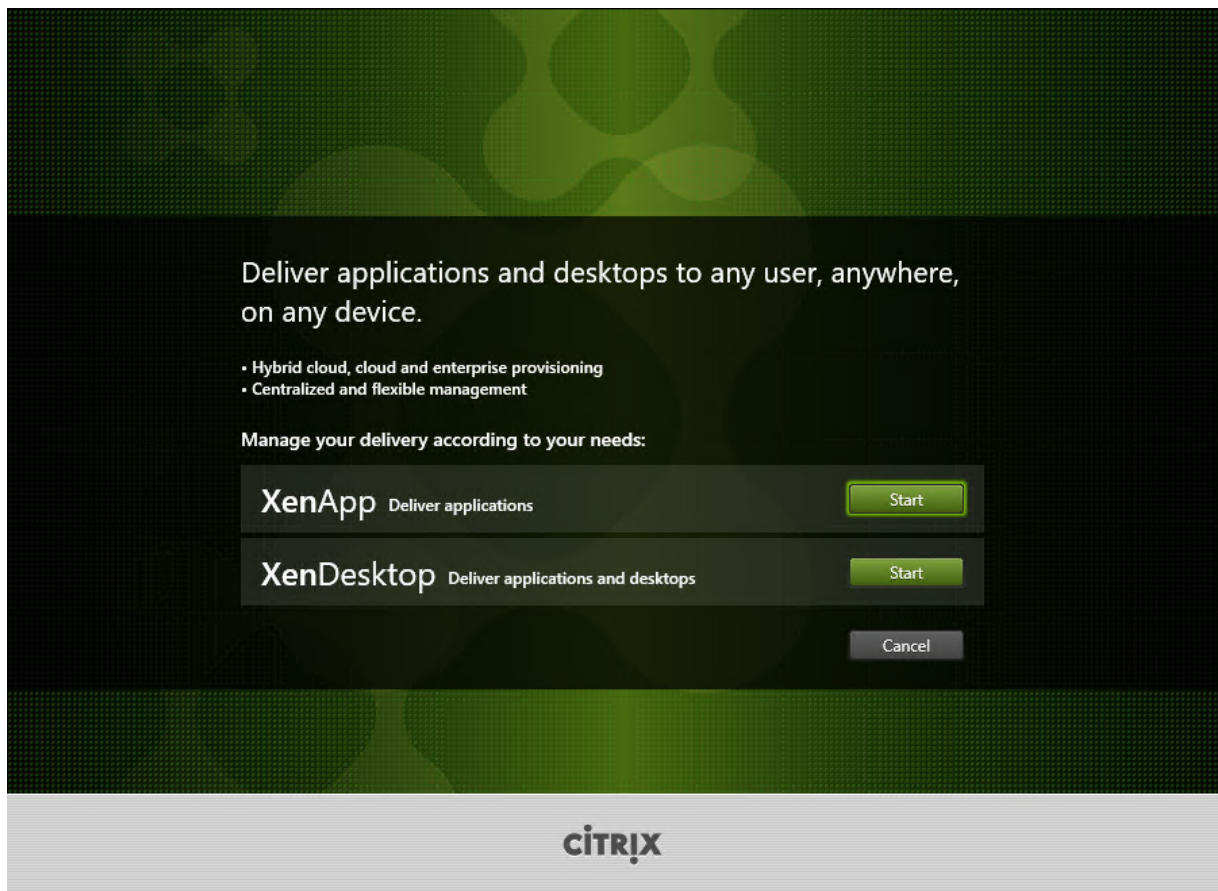 Deliver applications and desktops to any user, anywhere,
on any device.
• Hybrid cloud, cloud and enterprise provisioning
• Centralized and flexible management
Manage your delivery according to your needs:
XenApp Deliver applications Start
XenDesktop Deliver applications and desktops Start
Cancel
CİTRỊX